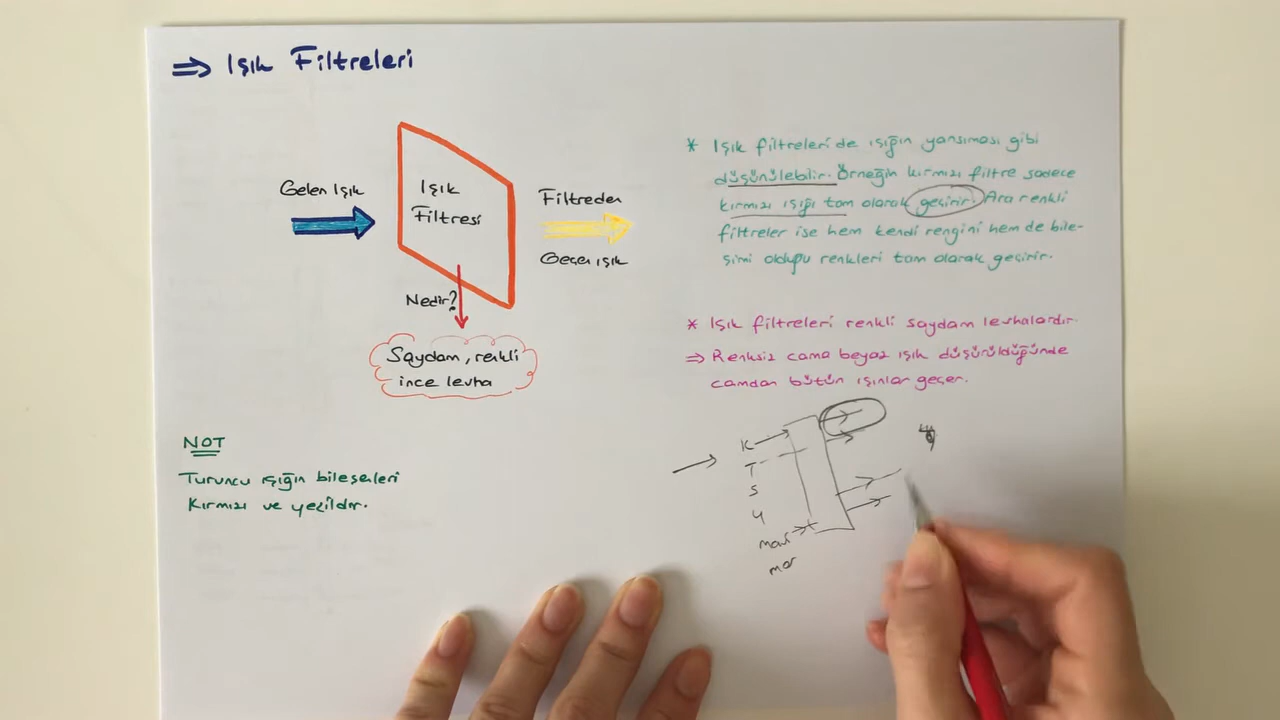 ⇒ Işık Filtreleri
Gelen Işık
Işık
Filtresi
Filtreden
Geçen ışık
Nedir?
Saydam, renkli
ince levha
NOT
Turuncu ışığın bileşenleri
Kırmızı ve yeşildir.
* Işık filtreleri de ışığın yansıması gibi
düşünülebilir. Örneğin kırmızı filtre sadece
kırmızı ışığı tam olarak geçirir. Ara renkli
filtreler ise hem kendi rengini hem de bile-
şimi olduğu renkleri tam olarak geçirir.
* Işık filtreleri renkli saydam levhalardır.
⇒ Renksiz cama beyaz ışık düşürüldüğünde
camdan bütün ışınlar geçer.
K
T
S
Y
mavi
mor